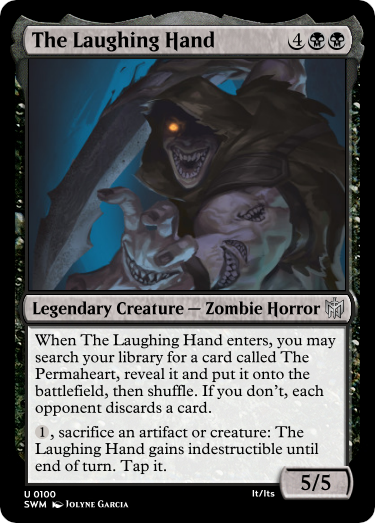 The Laughing Hand 4
Legendary Creature — Zombie Horror
When The Laughing Hand enters, you may
search your library for a card called The
Permaheart, reveal it and put it onto the
battlefield, then shuffle. If you don't, each
opponent discards a card.
1, sacrifice an artifact or creature: The
Laughing Hand gains indestructible until
end of turn. Tap it.
5/5
U 0100 It/Its
SWM Jolyne Garcia